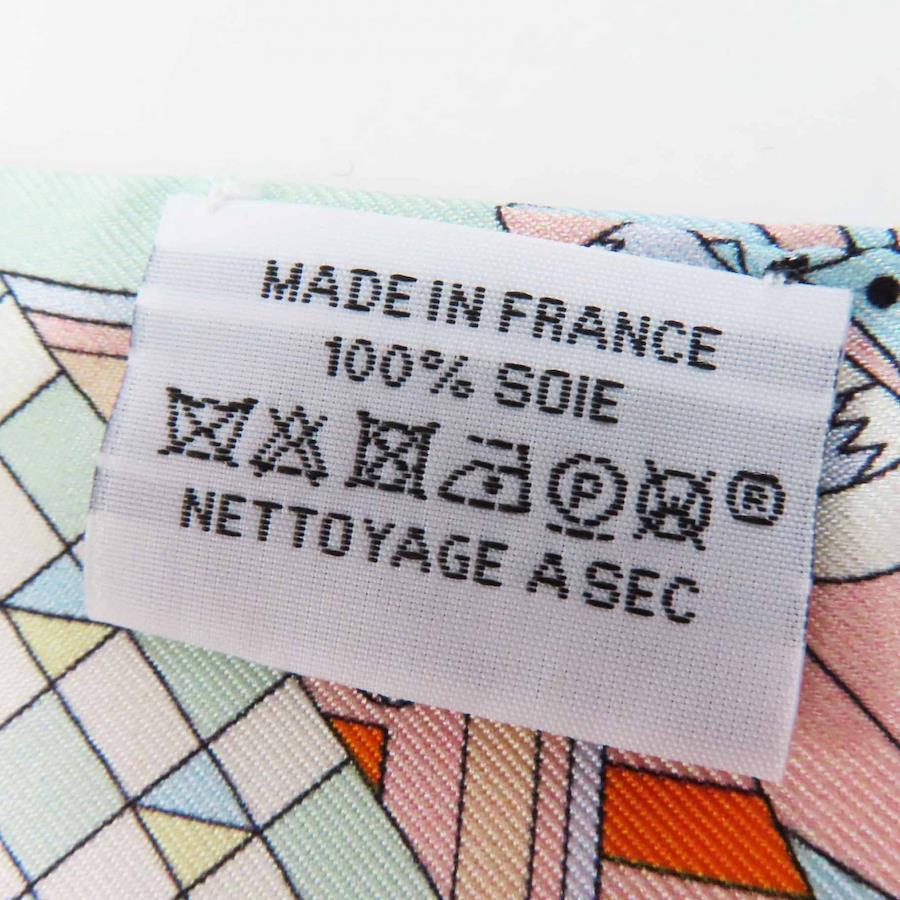 MADE IN FRANCE
100% SOIE
P W ®
NETTOYAGE A SEC